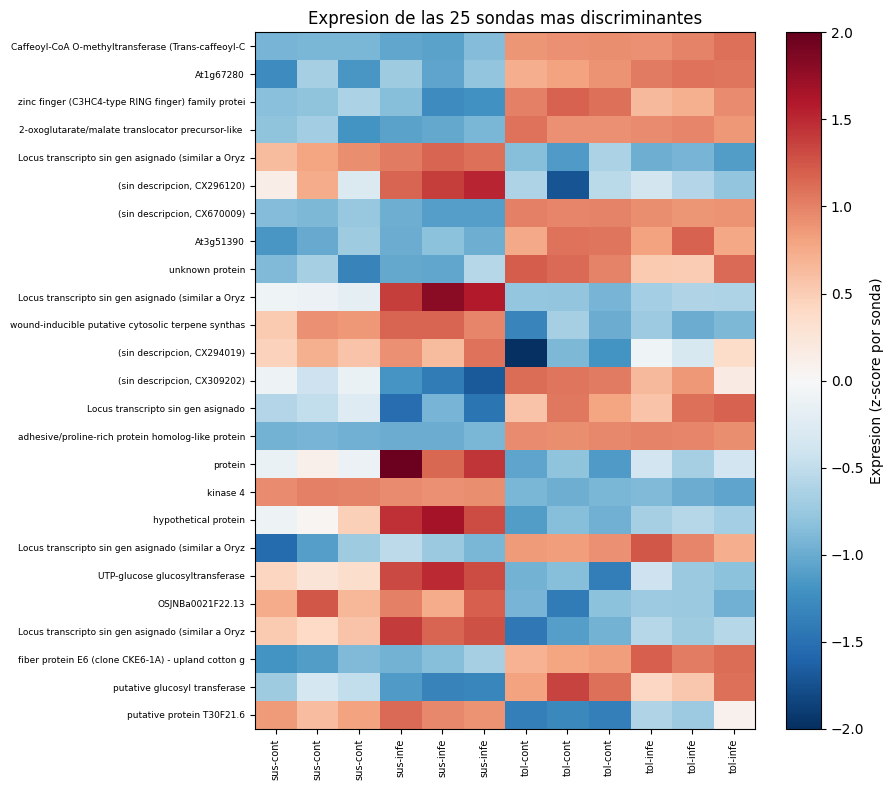 Expresion de las 25 sondas mas discriminantes
Caffeoyl-CoA O-methyltransferase (Trans-caffeoyl-C
At1g67280
zinc finger (C3HC4-type RING finger) family protei
2-oxoglutarate/malate translocator precursor-like
Locus transcripto sin gen asignado (similar a Oryz
(sin descripcion, CX296120)
(sin descripcion, CX670009)
At3g51390
unknown protein
Locus transcripto sin gen asignado (similar a Oryz
wound-inducible putative cytosolic terpene synthas
(sin descripcion, CX294019)
(sin descripcion, CX309202)
Locus transcripto sin gen asignado
adhesive/proline-rich protein homolog-like protein
protein
kinase 4
hypothetical protein
Locus transcripto sin gen asignado (similar a Oryz
UTP-glucose glucosyltransferase
OSJNBa0021F22.13
Locus transcripto sin gen asignado (similar a Oryz
fiber protein E6 (clone CKE6-1A) - upland cotton g
putative glucosyl transferase
putative protein T30F21.6
sus-cont
sus-cont
sus-cont
sus-infe
sus-infe
sus-infe
tol-cont
tol-cont
tol-cont
tol-infe
tol-infe
tol-infe
2.0
1.5
1.0
0.5
0.0
−0.5
−1.0
−1.5
−2.0
Expresion (z-score por sonda)